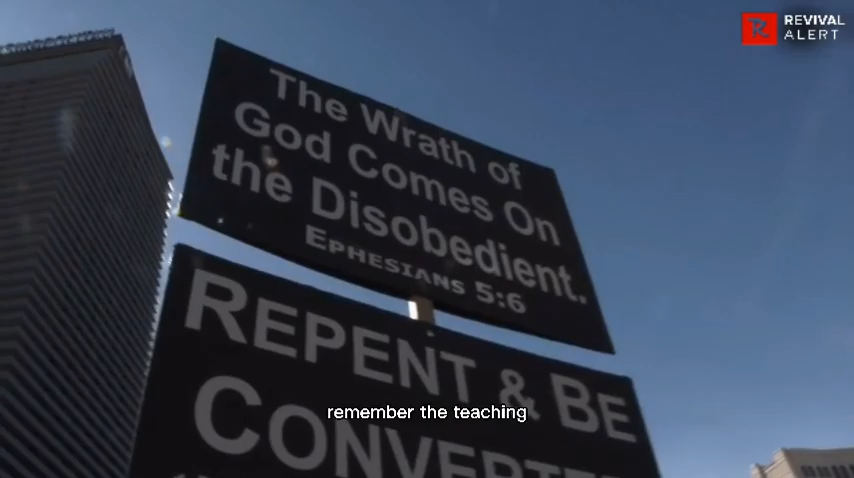 REVIVAL
ALERT
The Wrath of
God Comes On
the Disobedient.
EPHESIANS 5:6
REPENT & BE
remember the teaching